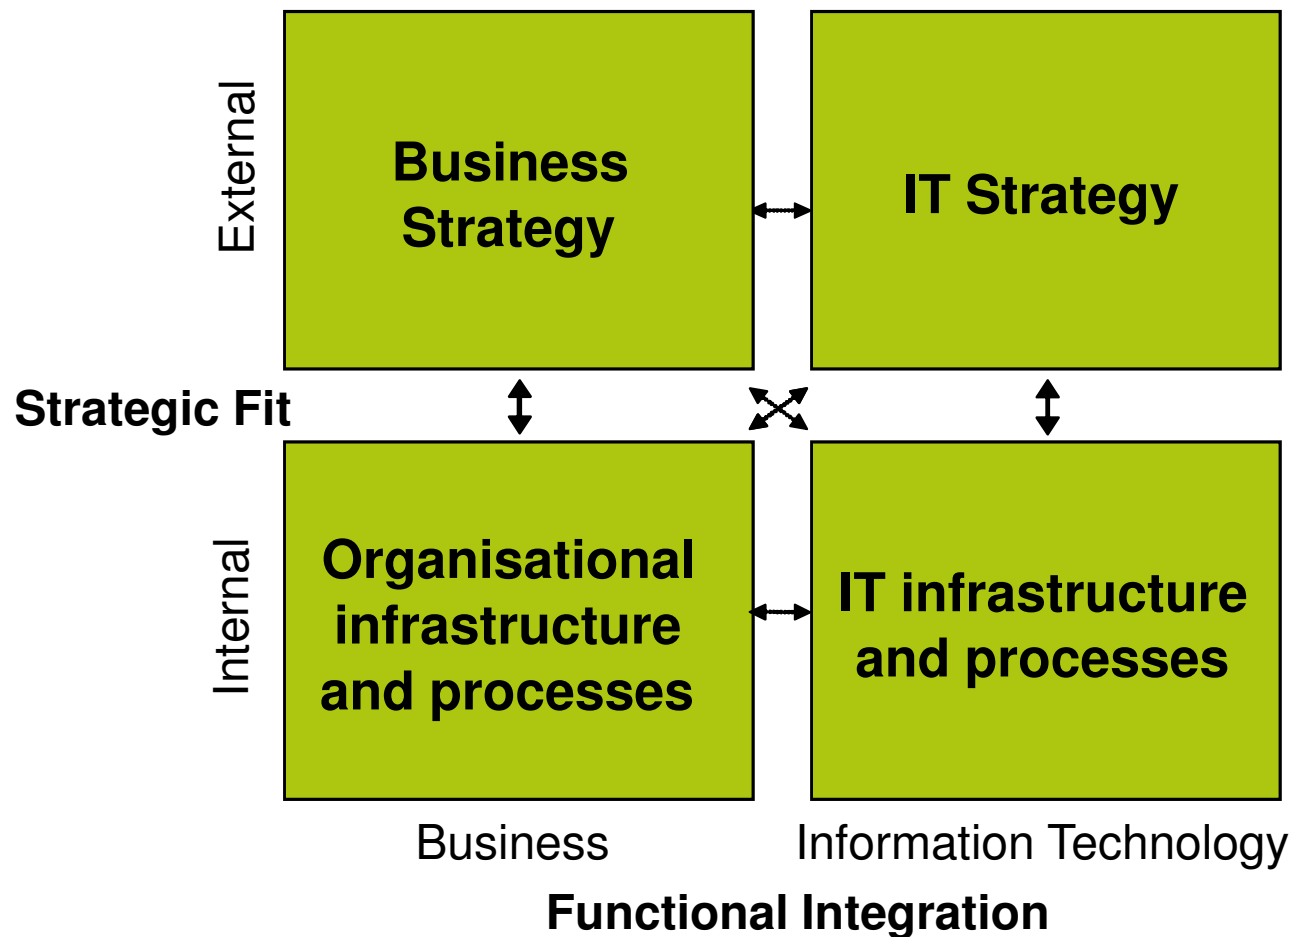 External
Business
Strategy
IT Strategy
Strategic Fit
Internal
Organisational
infrastructure
and processes
IT infrastructure
and processes
Business
Information Technology
Functional Integration